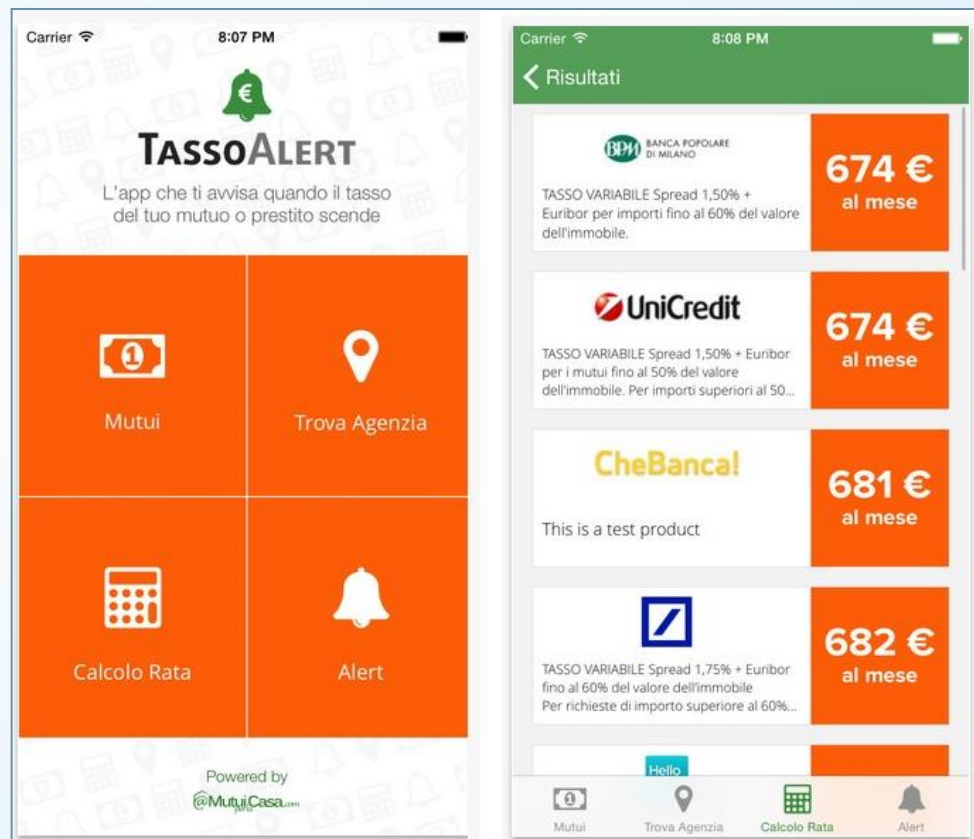 Carrier
8:07 PM
€
TASSOALERT
L'app che ti avvisa quando il tasso
del tuo mutuo o prestito scende
1
Mutui
Trova Agenzia
Calcolo Rata
Alert
Powered by
@MutuiperlaCasa.com
Carrier
8:08 PM
Risultati
BPM BANCA POPOLARE
DI MILANO
TASSO VARIABILE Spread 1,50% +
Euribor per importi fino al 60% del valore
dell'immobile.
674 €
al mese
UniCredit
TASSO VARIABILE Spread 1,50% + Euribor
per i mutui fino al 50% del valore
dell'immobile. Per importi superiori al 50...
674 €
al mese
CheBanca!
This is a test product
681 €
al mese
TASSO VARIABILE Spread 1,75% + Euribor
fino al 60% del valore dell'immobile
Per richieste di importo superiore al 60%...
682 €
al mese
Hello
1
Mutui
Trova Agenzia
Calcolo Rata
Alert